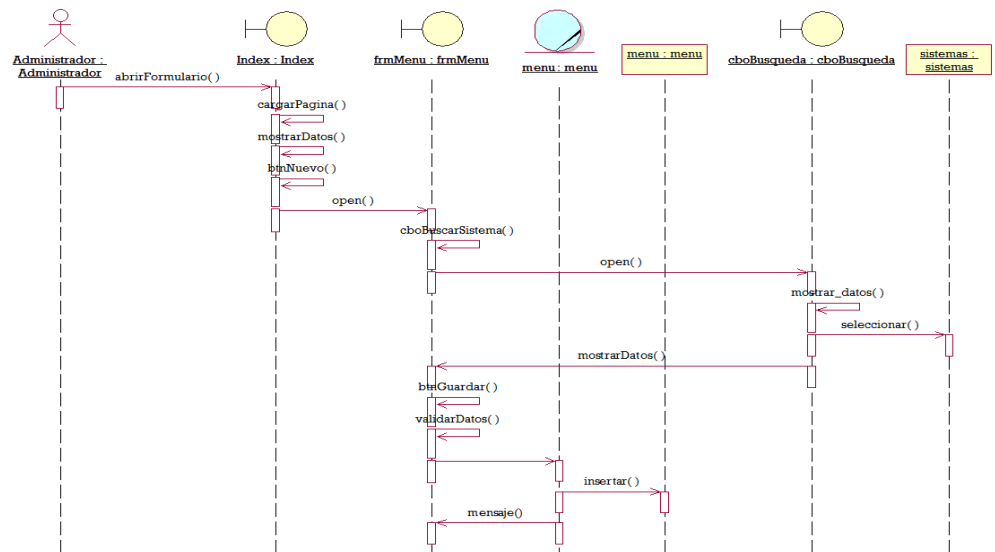 Administrador :
Administrador
Index : Index
frmMenu : frmMenu
menu : menu
menu : menu
cboBusqueda : cboBusqueda
sistemas :
sistemas
abrirFormulario( )
cargarPagina( )
mostrarDatos( )
btnNuevo( )
open( )
cboBuscarSistema( )
open( )
mostrar_datos( )
seleccionar( )
mostrarDatos( )
btnGuardar( )
validarDatos( )
insertar( )
mensaje()